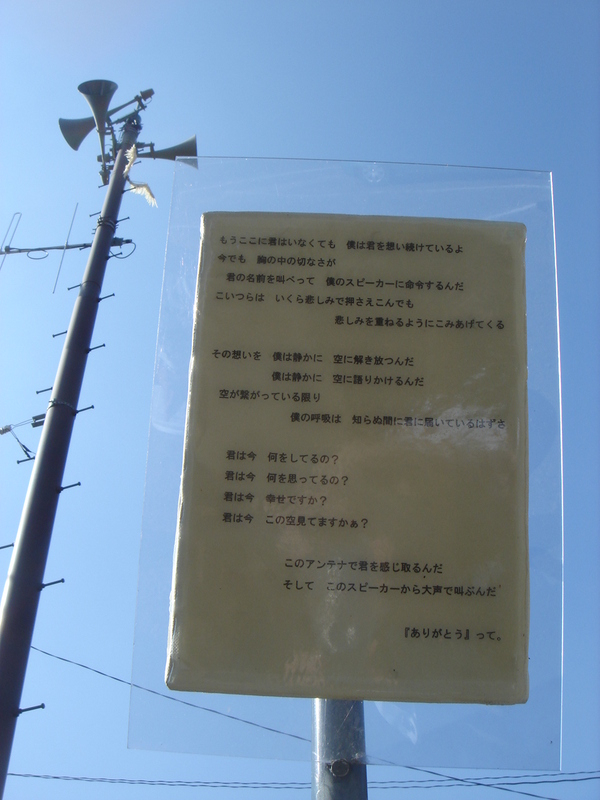 もうここに君はいなくても　僕は君を想い続けているよ
今でも　胸の中の切なさが
君の名前を叫べって　僕のスピーカーに命令するんだ
こいつらは　いくら悲しみで押さえこんでも
悲しみを重ねるようにこみあげてくる
その想いを　僕は静かに　空に解き放つんだ
僕は静かに　空に語りかけるんだ
空が繋がっている限り
僕の呼吸は　知らぬ間に君に届いているはずさ
君は今　何をしてるの？
君は今　何を思ってるの？
君は今　幸せですか？
君は今　この空見てますかぁ？
このアンテナで君を感じ取るんだ
そして　このスピーカーから大声で叫ぶんだ
『ありがとう』って。